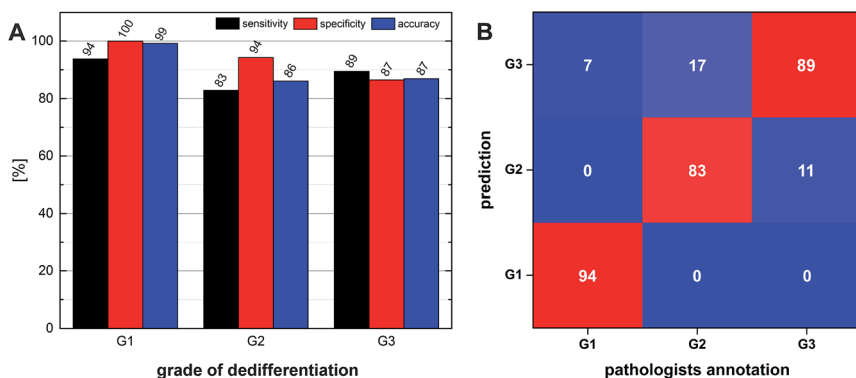 A
sensitivity specificity accuracy
100
94
100
99
83
94
86
89
87
87
80
60
40
20
0
[%]
G1 G2 G3
grade of dedifferentiation
B
prediction
G3 7 17 89
G2 0 83 11
G1 94 0 0
G1 G2 G3
pathologists annotation